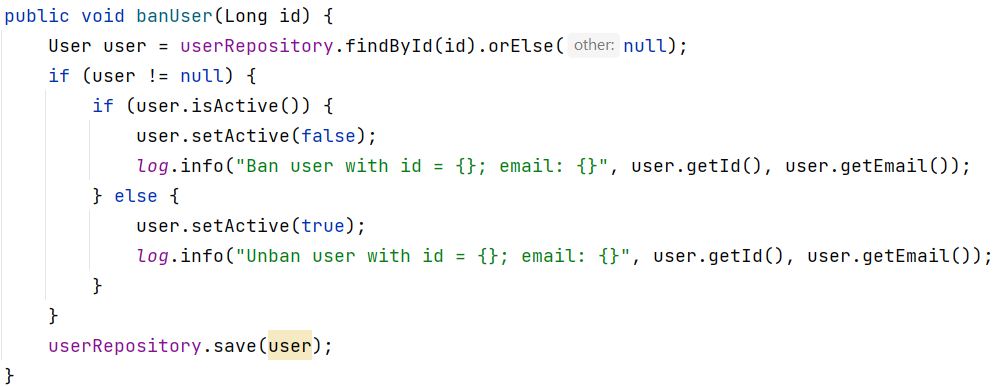 public void banUser(Long id) {
    User user = userRepository.findById(id).orElse( other: null);
    if (user != null) {
        if (user.isActive()) {
            user.setActive(false);
            log.info("Ban user with id = {}; email: {}", user.getId(), user.getEmail());
        } else {
            user.setActive(true);
            log.info("Unban user with id = {}; email: {}", user.getId(), user.getEmail());
        }
    }
    userRepository.save(user);
}